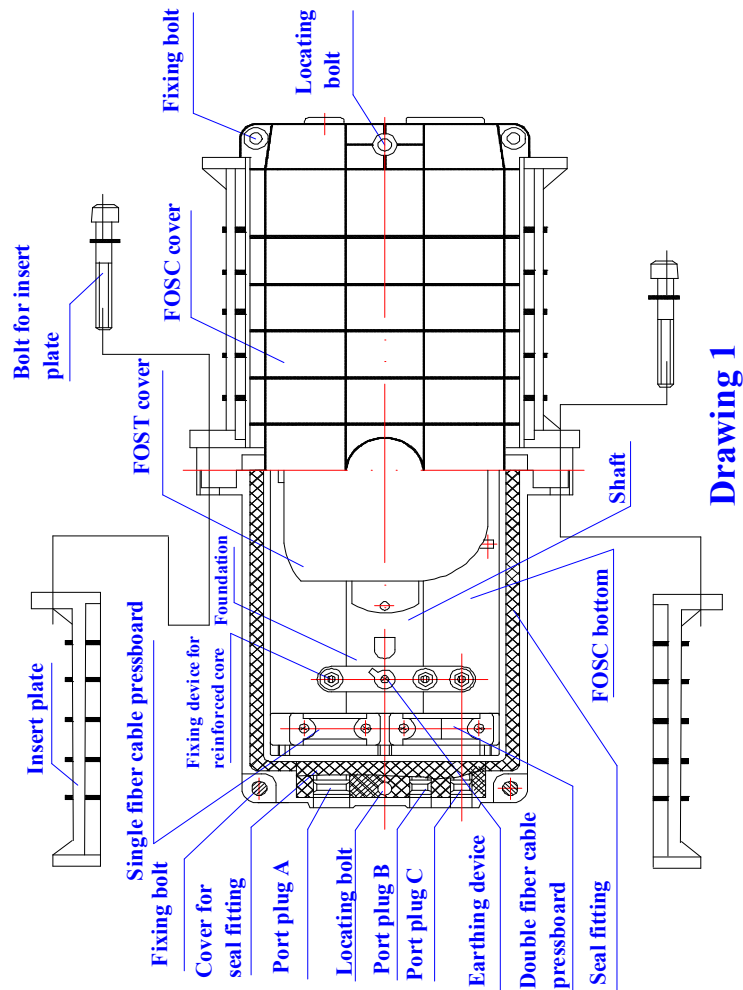 Fixing bolt
Locating
bolt
Bolt for insert
plate
FOSC cover
FOST cover
Shaft
Foundation
Fixing device for
reinforced core
FOSC bottom
Insert plate
Single fiber cable pressboard
Fixing bolt
Cover for
seal fitting
Port plug A
Locating bolt
Port plug B
Port plug C
Earthing device
Double fiber cable
pressboard
Seal fitting
Drawing 1